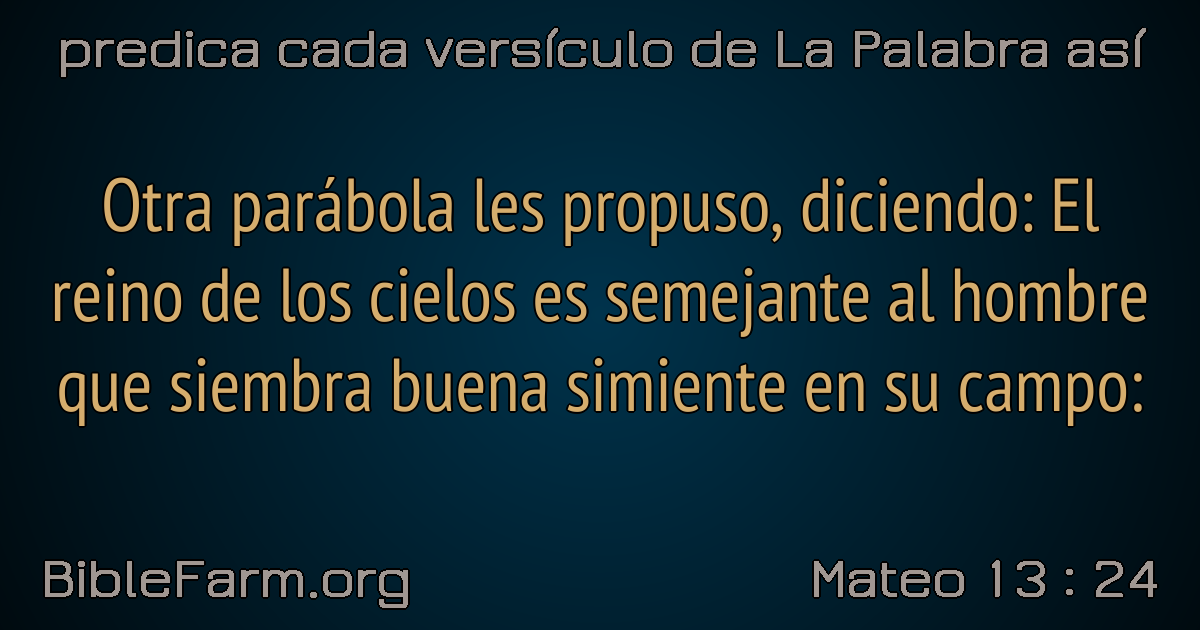 predica cada versículo de La Palabra así
Otra parábola les propuso, diciendo: El
reino de los cielos es semejante al hombre
que siembra buena simiente en su campo:
BibleFarm.org
Mateo 13 : 24